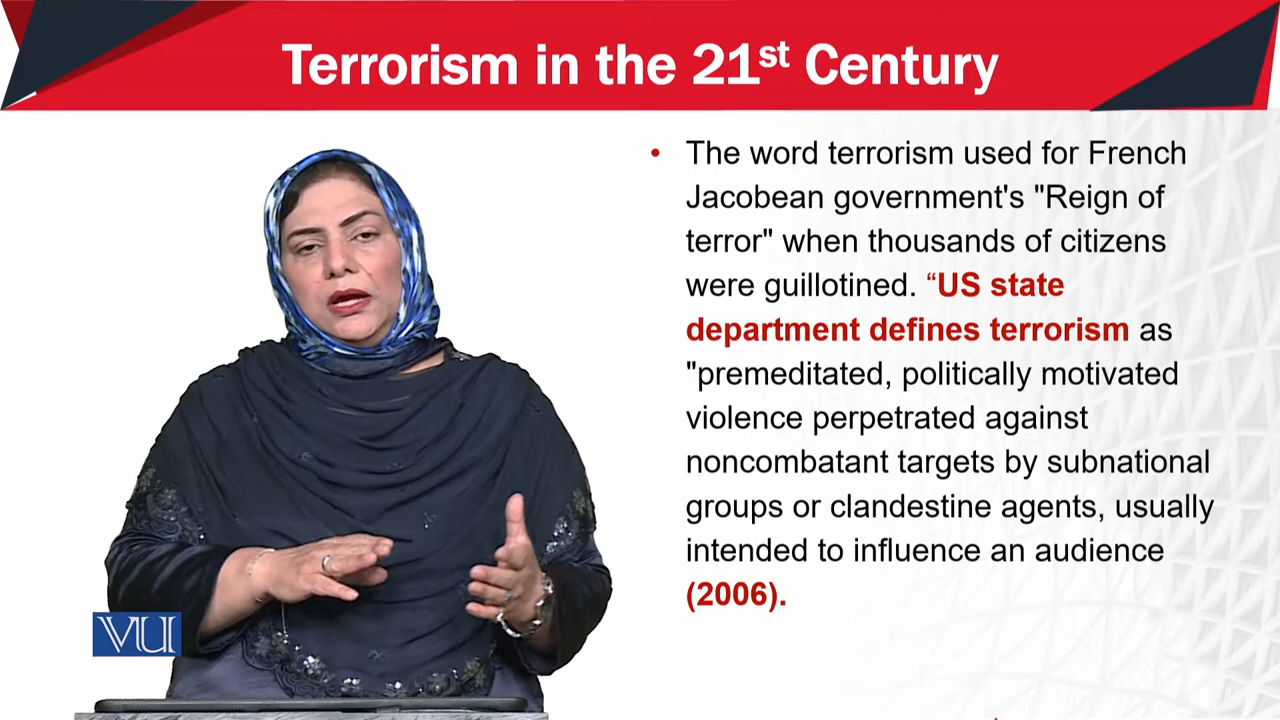 Terrorism in the 21st Century
• The word terrorism used for French
Jacobean government's "Reign of
terror" when thousands of citizens
were guillotined. “US state
department defines terrorism as
"premeditated, politically motivated
violence perpetrated against
noncombatant targets by subnational
groups or clandestine agents, usually
intended to influence an audience
(2006).
VU